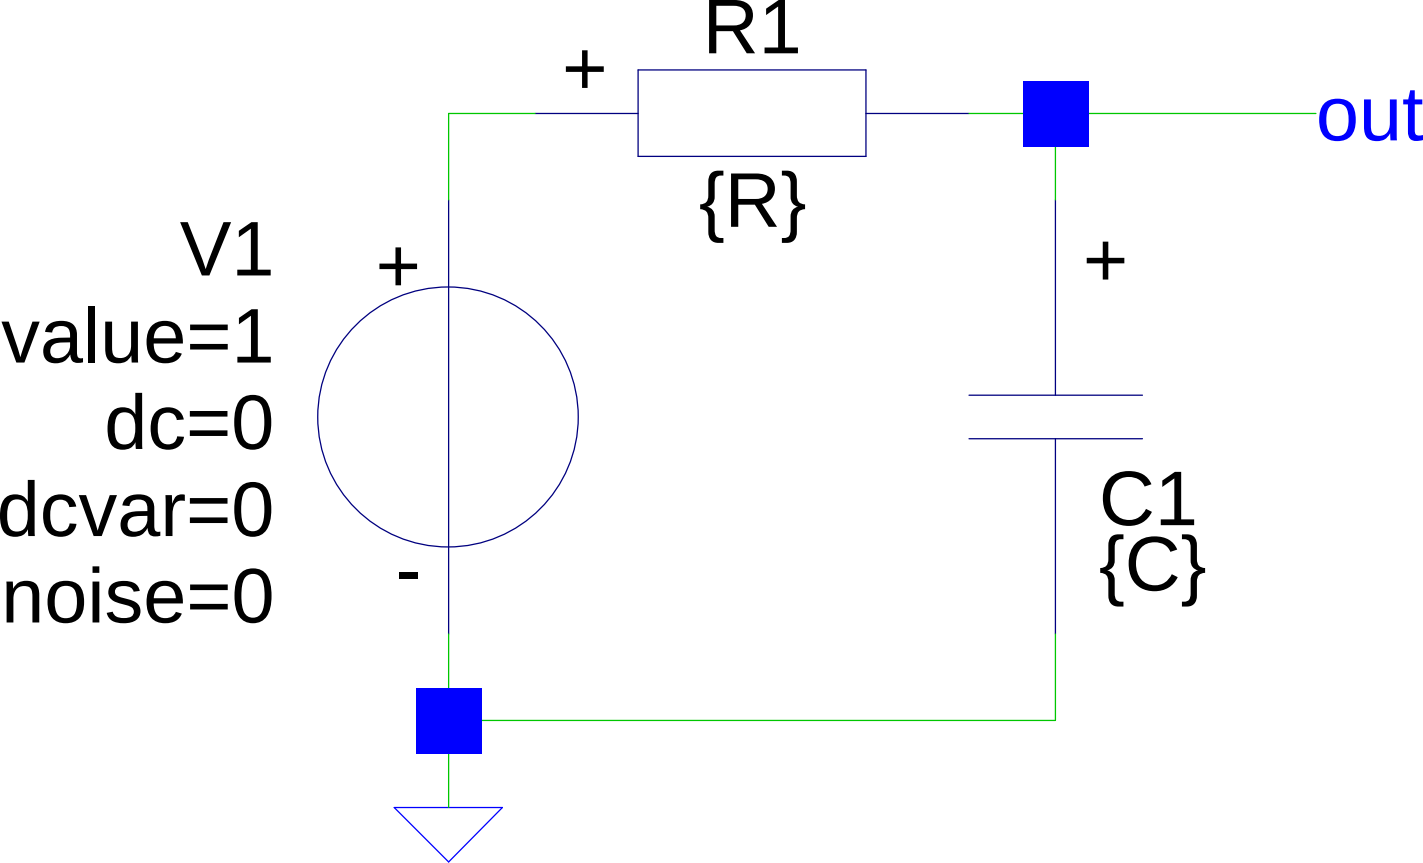 R1
+
out
{R}
V1
+
+
value=1
dc=0
C1
dcvar=0
{C}
-
noise=0